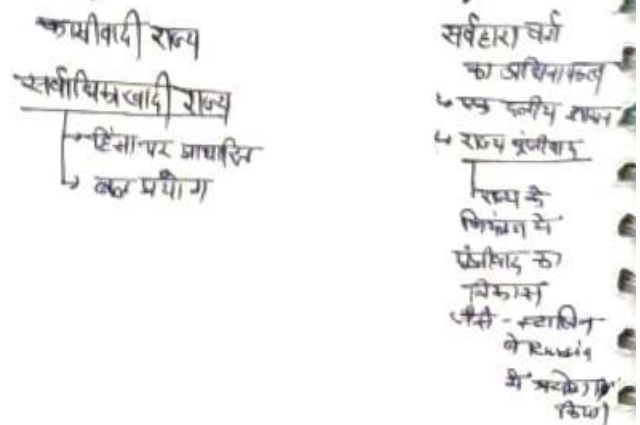 फासीवादी राज्य
सर्वाधिकारवादी राज्य
→ हिंसा पर आधारित
↳ बल प्रयोग
सर्वहारा वर्ग
का अधिनायकत्व
↳ एक दलीय शासन
↳ राज्य पूंजीवाद
राज्य के
नियंत्रण में
पूंजीवाद का
विकास
जैसे - स्टालिन
ने Russia
में
किया।